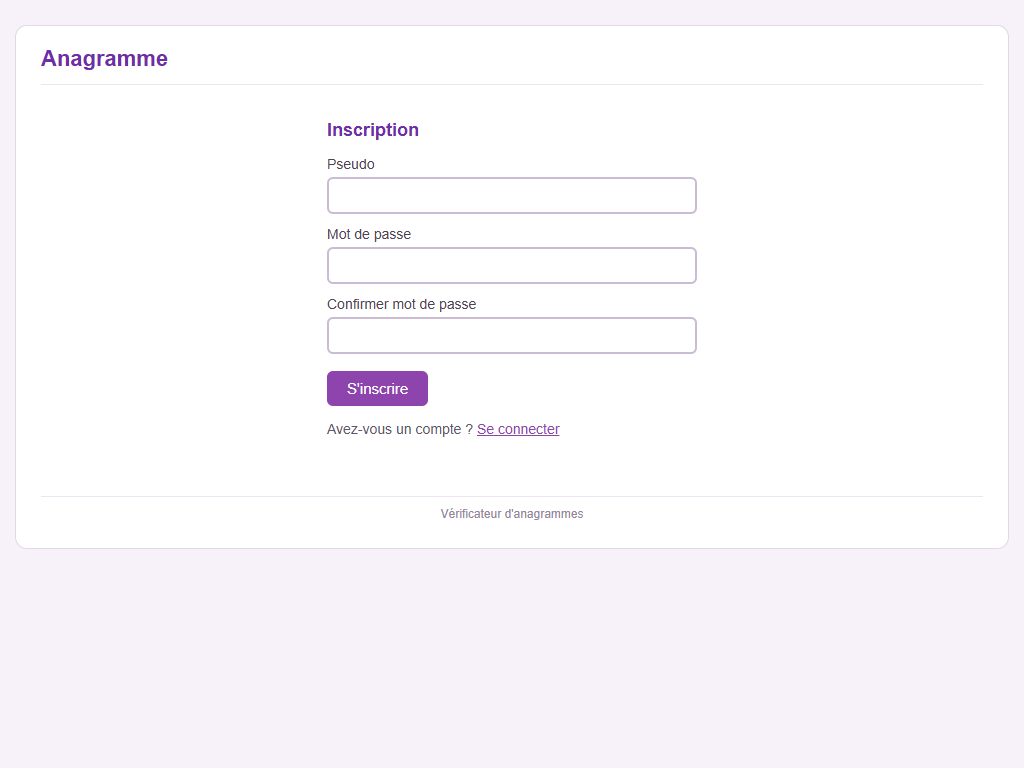 Anagramme
Inscription
Pseudo
Mot de passe
Confirmer mot de passe
S'inscrire
Avez-vous un compte ? Se connecter
Vérificateur d'anagrammes